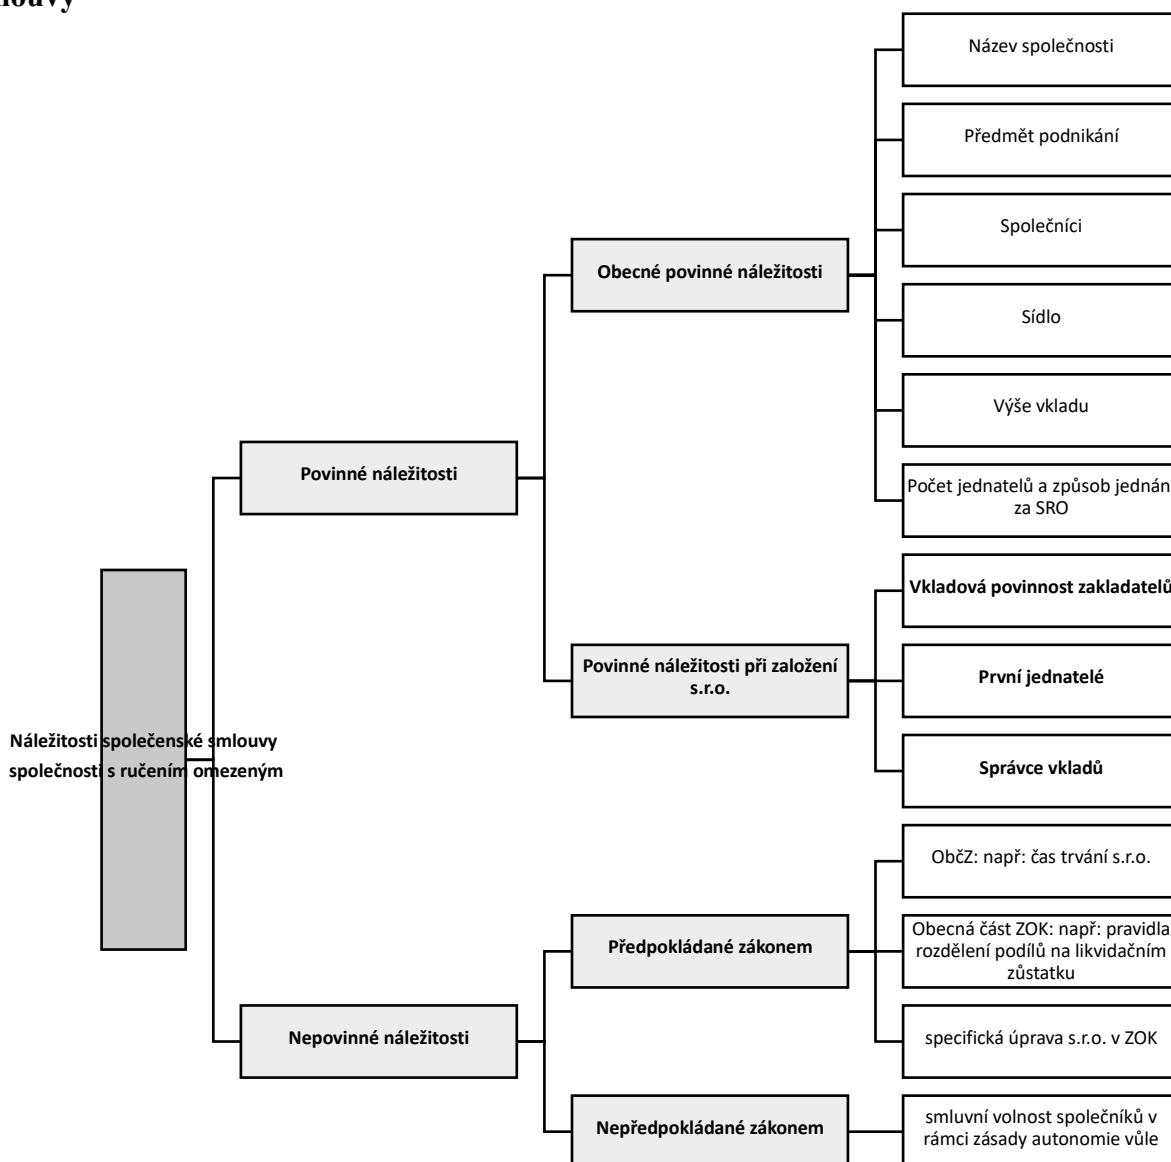 Název společnosti
Předmět podnikání
Společníci
Obecné povinné náležitosti
Sídlo
Výše vkladu
Povinné náležitosti
Počet jednatelů a způsob jednán
za SRO
Vkladová povinnost zakladatelů
Povinné náležitosti při založení
s.r.o.
První jednatelé
Náležitosti společenské smlouvy
společnosti s ručením omezeným
Správce vkladů
ObčZ: např: čas trvání s.r.o.
Předpokládané zákonem
Obecná část ZOK: např: pravidla
rozdělení podílů na likvidačním
zůstatku
Nepovinné náležitosti
specifická úprava s.r.o. v ZOK
Nepředpokládané zákonem
smluvní volnost společníků v
rámci zásady autonomie vůle